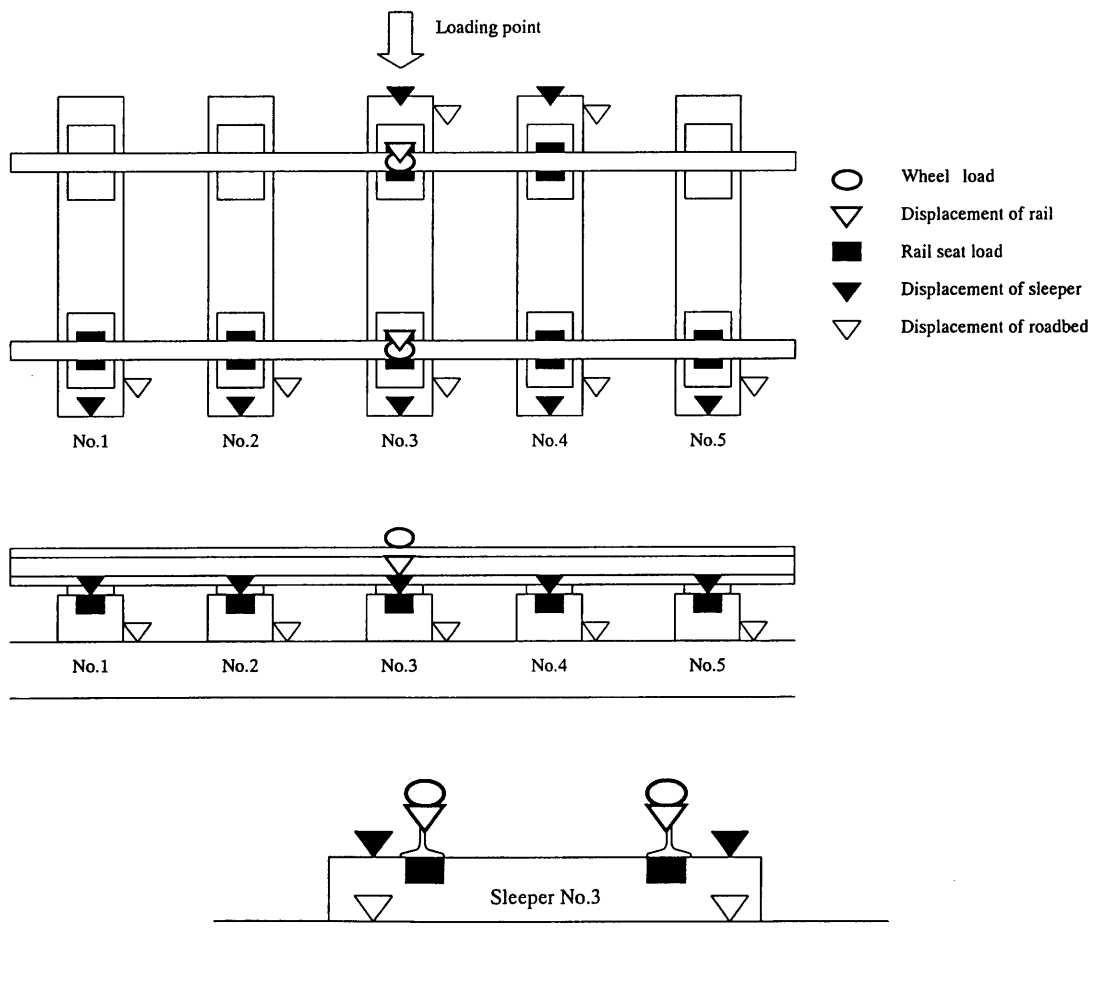 Loading point
Wheel load
Displacement of rail
Rail seat load
Displacement of sleeper
Displacement of roadbed
No.1 No.2 No.3 No.4 No.5
No.1 No.2 No.3 No.4 No.5
Sleeper No.3